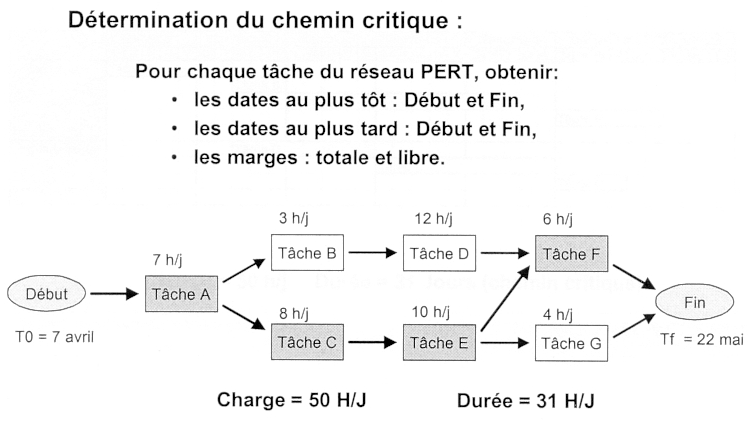 Détermination du chemin critique :
Pour chaque tâche du réseau PERT, obtenir:
• les dates au plus tôt : Début et Fin,
• les dates au plus tard : Début et Fin,
• les marges : totale et libre.
3 h/j
12 h/j
6 h/j
Tâche B
Tâche D
Tâche F
7 h/j
Début
Tâche A
Fin
T0 = 7 avril
8 h/j
10 h/j
4 h/j
Tâche C
Tâche E
Tâche G
Tf = 22 mai
Charge = 50 H/J
Durée = 31 H/J